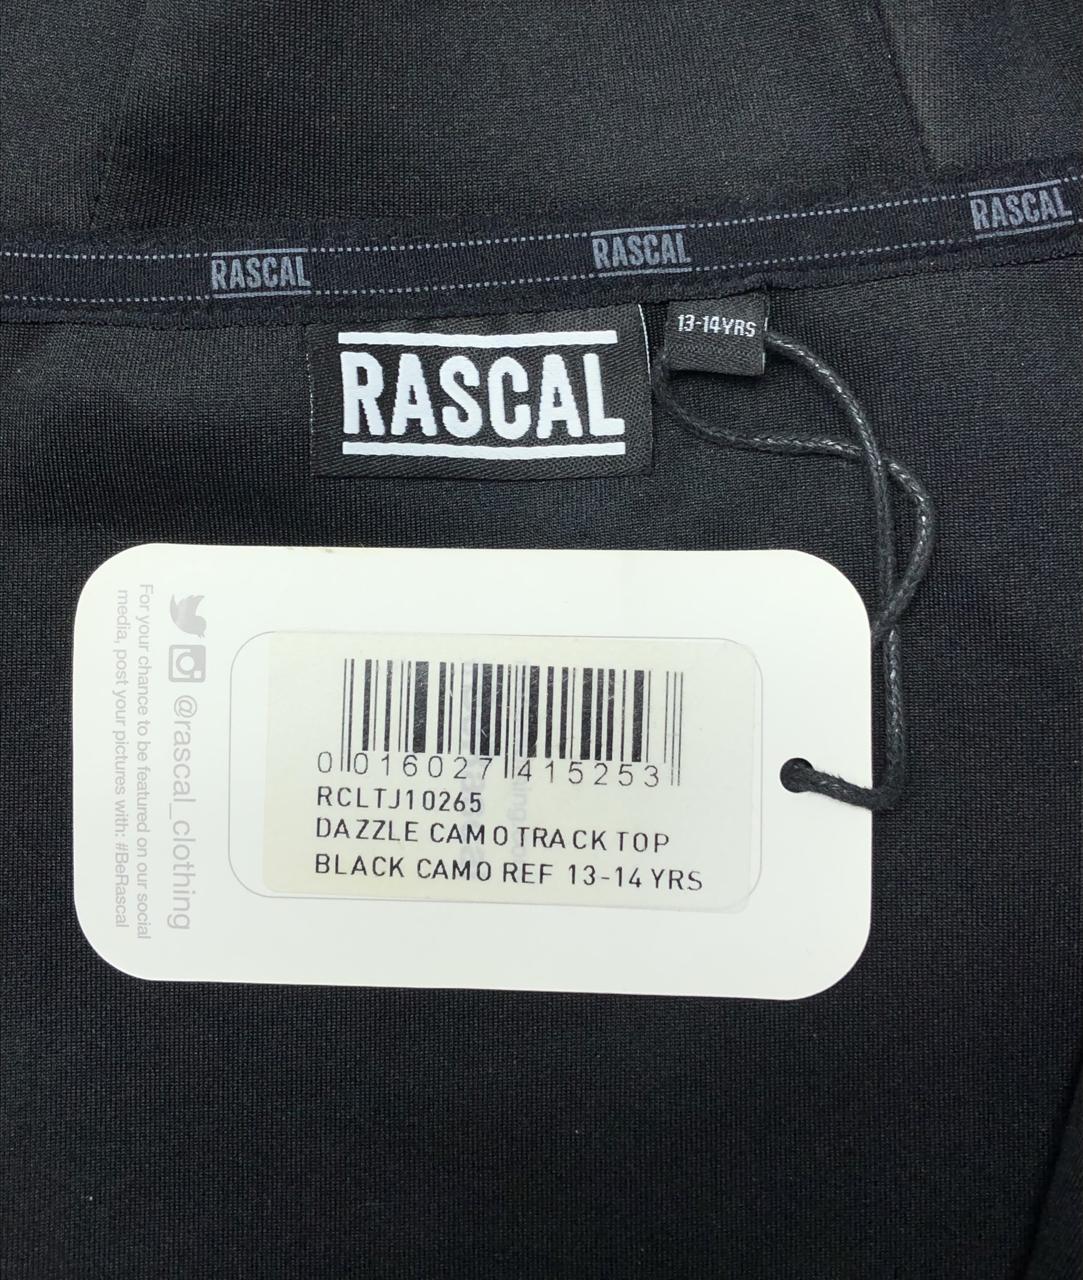 RASCAL
RASCAL
RASCAL
13-14YRS
RASCAL
@rascal_clothing
For your chance to be featured on our social
media, post your pictures with: #BeRascal
0 016027 415253
RCLTJ10265
DAZZLE CAMO TRACK TOP
BLACK CAMO REF 13-14 YRS